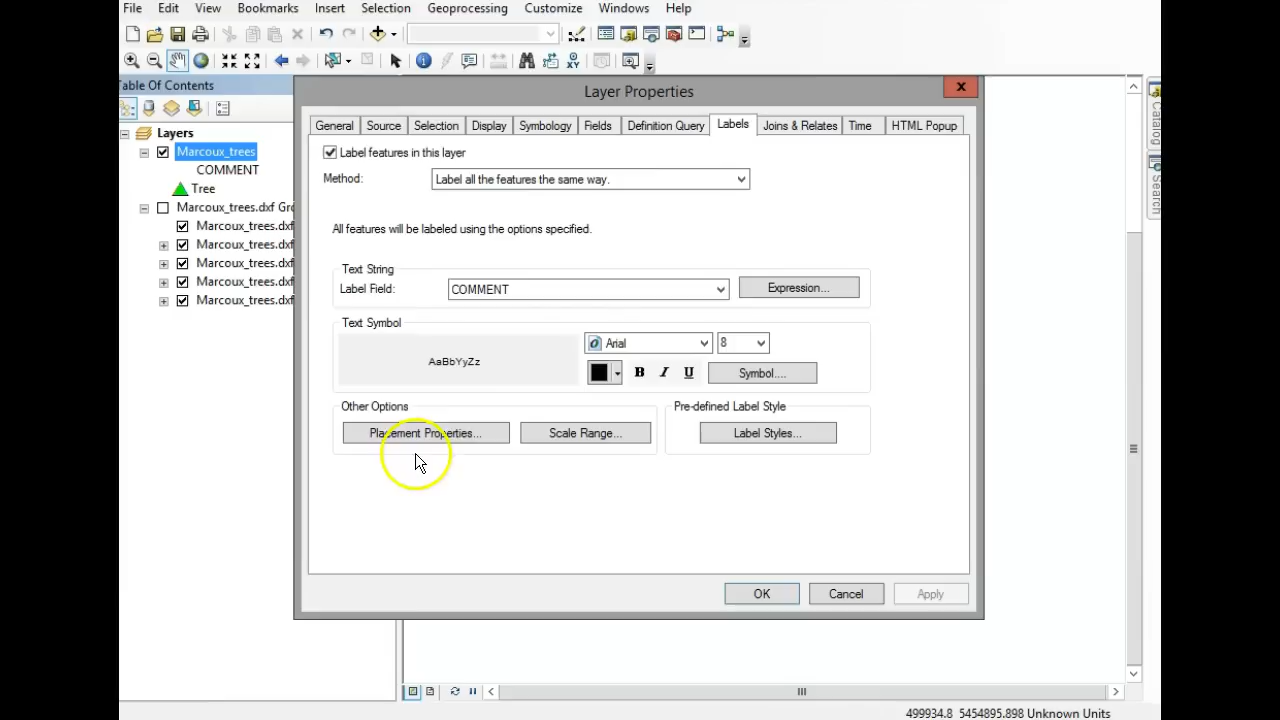 File Edit View Bookmarks Insert Selection Geoprocessing Customize Windows Help
Table Of Contents
Layers
Marcoux_trees
COMMENT
Tree
Marcoux_trees.dxf Gro
Marcoux_trees.dxf
Marcoux_trees.dxf
Marcoux_trees.dxf
Marcoux_trees.dxf
Marcoux_trees.dxf
Layer Properties
General Source Selection Display Symbology Fields Definition Query Labels Joins & Relates Time HTML Popup
Label features in this layer
Method: Label all the features the same way.
All features will be labeled using the options specified.
Text String
Label Field: COMMENT Expression...
Text Symbol
AaBbYyZz
Arial 8
B I U Symbol....
Other Options
Placement Properties... Scale Range...
Pre-defined Label Style
Label Styles...
OK Cancel Apply
Catalog
Search
499934.8 5454895.898 Unknown Units